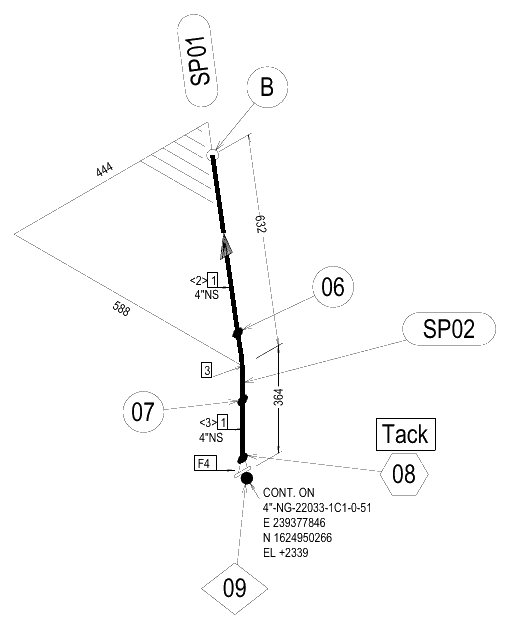 SP01
B
444
632
<2> 1
4"NS
06
588
SP02
3
364
07
<3> 1
4"NS
Tack
F4
08
CONT. ON
4"-NG-22033-1C1-0-51
E 239377846
N 1624950266
EL +2339
09